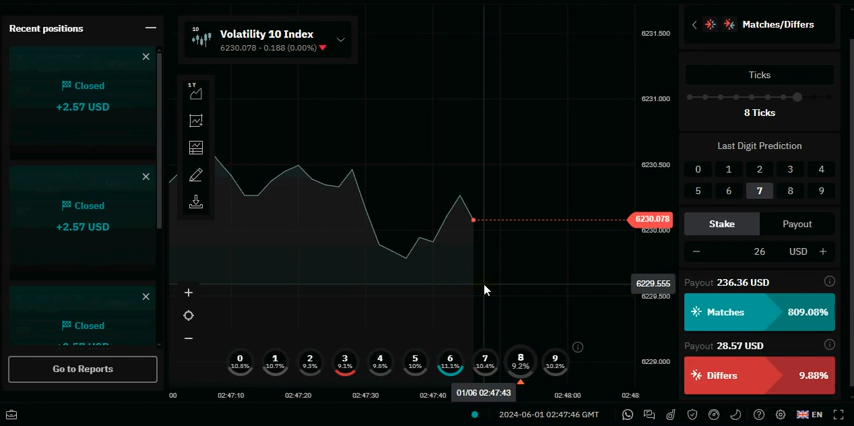 Recent positions
Closed
+2.57 USD
Closed
+2.57 USD
Closed
Go to Reports
10
Volatility 10 Index
6230.078 - 0.188 (0.00%)
1T
6231.500
6231.000
6230.500
6230.078
6230.000
6229.555
6229.500
6229.000
0 10.8%
1 10.7%
2 9.3%
3 9.1%
4 9.8%
5 10%
6 11.1%
7 10.4%
8 9.2%
9 10.2%
00
02:47:10
02:47:20
02:47:30
02:47:40
01/06 02:47:43
02:48:00
02:48
Matches/Differs
Ticks
8 Ticks
Last Digit Prediction
0 1 2 3 4
5 6 7 8 9
Stake
Payout
− 26 USD +
Payout 236.36 USD
Matches 809.08%
Payout 28.57 USD
Differs 9.88%
2024-06-01 02:47:46 GMT
EN